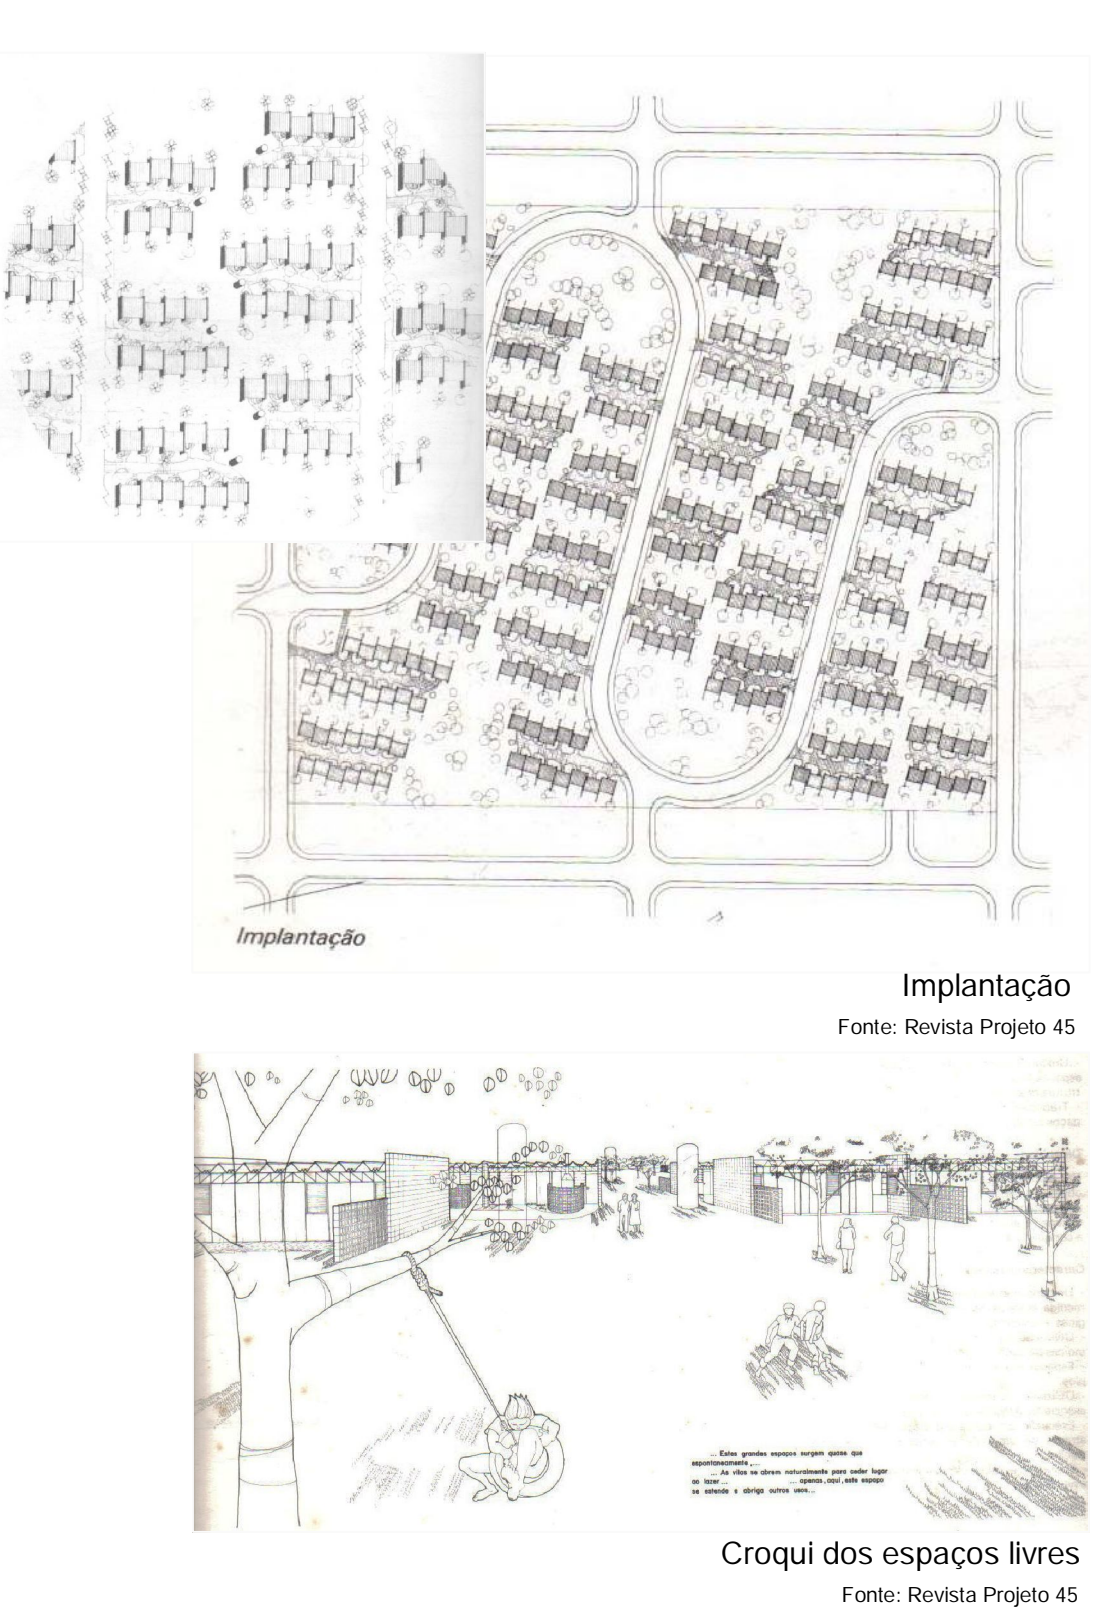 Implantação
Implantação
Fonte: Revista Projeto 45
... Estes grandes espaços surgem quase que
espontaneamente,...
... As vilas se abrem naturalmente para ceder lugar
ao lazer... ... apenas, aqui, este espaço
se estende e abriga outros usos...
Croqui dos espaços livres
Fonte: Revista Projeto 45